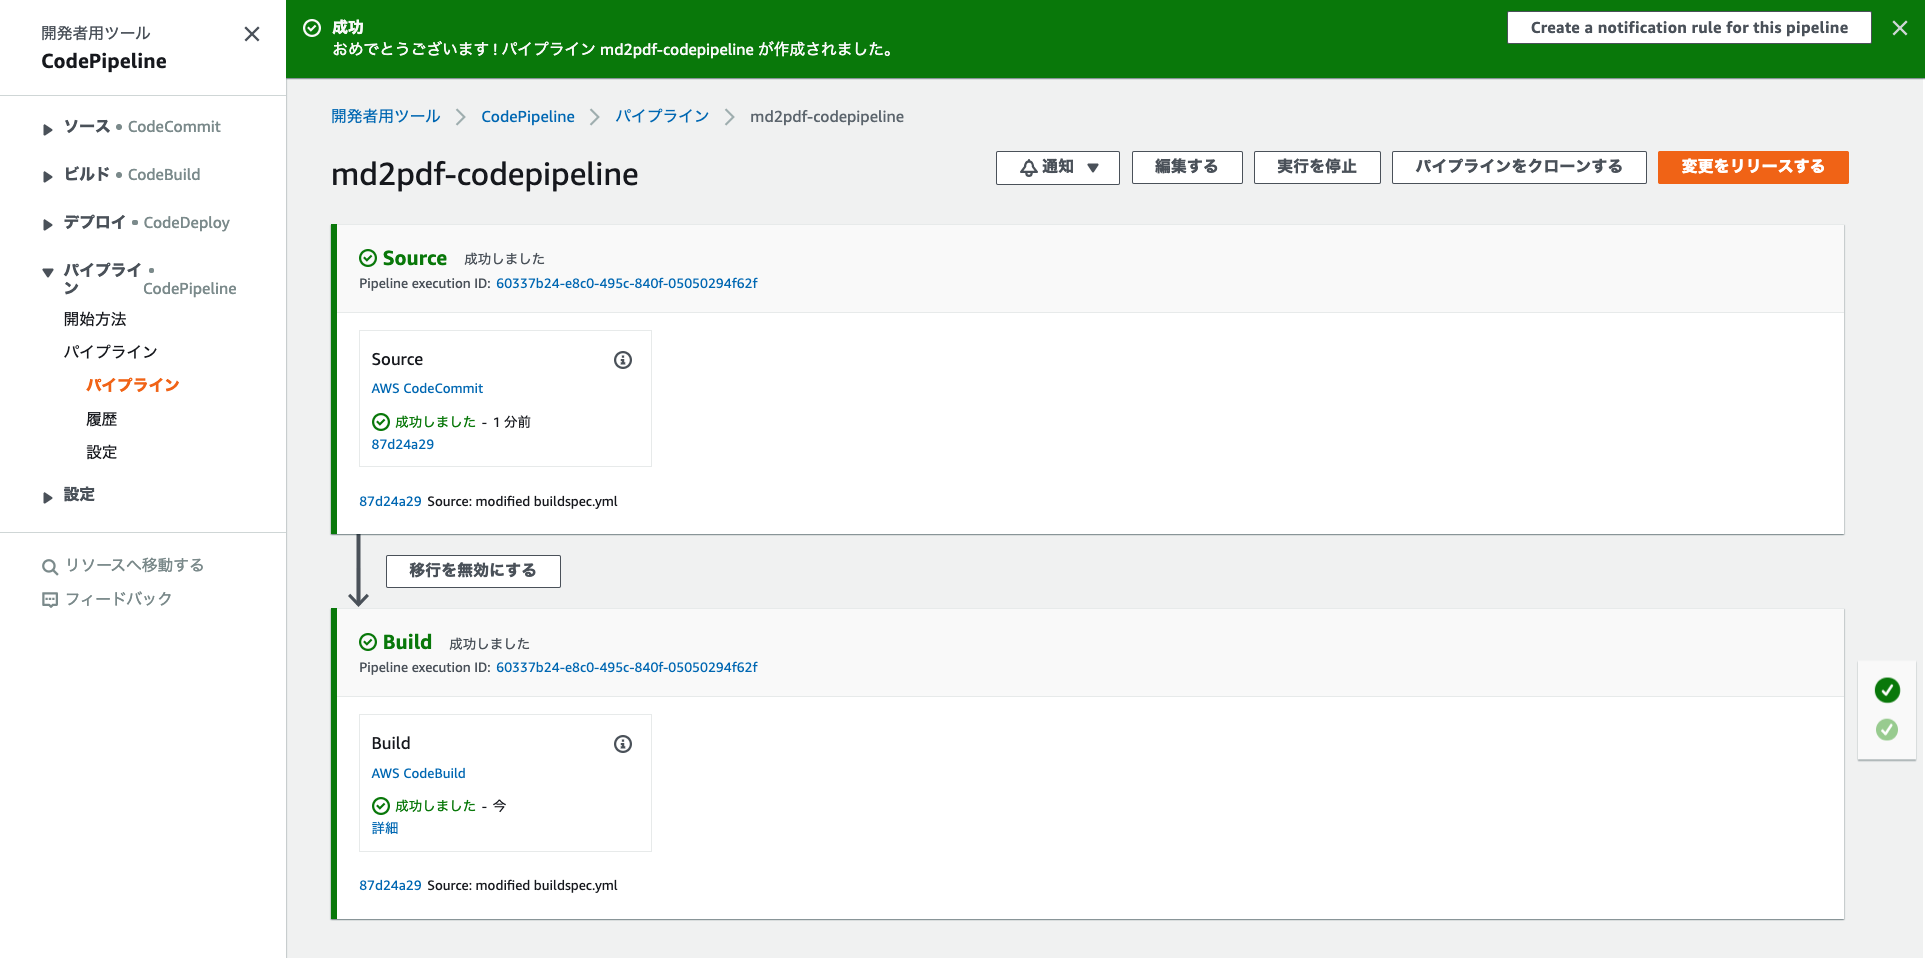 開発者用ツール
CodePipeline
ソース • CodeCommit
ビルド • CodeBuild
デプロイ • CodeDeploy
パイプライン • CodePipeline
開始方法
パイプライン
パイプライン
履歴
設定
設定
リソースへ移動する
フィードバック
成功
おめでとうございます ! パイプライン md2pdf-codepipeline が作成されました。
Create a notification rule for this pipeline
開発者用ツール > CodePipeline > パイプライン > md2pdf-codepipeline
md2pdf-codepipeline
通知 ▼ 編集する 実行を停止 パイプラインをクローンする 変更をリリースする
Source 成功しました
Pipeline execution ID: 60337b24-e8c0-495c-840f-05050294f62f
Source
AWS CodeCommit
成功しました - 1 分前
87d24a29
87d24a29 Source: modified buildspec.yml
移行を無効にする
Build 成功しました
Pipeline execution ID: 60337b24-e8c0-495c-840f-05050294f62f
Build
AWS CodeBuild
成功しました - 今
詳細
87d24a29 Source: modified buildspec.yml